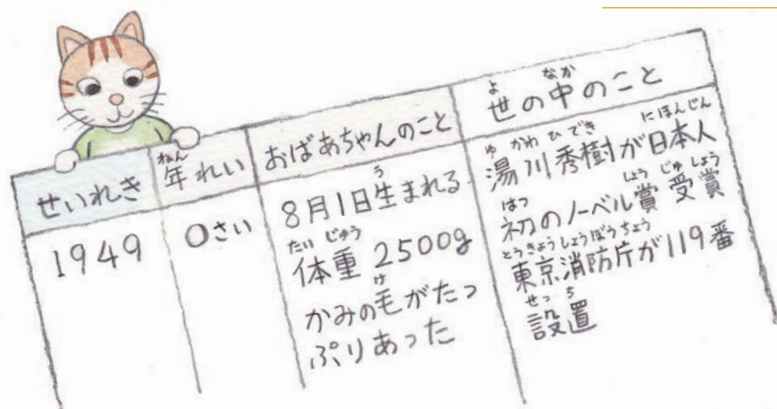 せいれき
年れい
おばあちゃんのこと
世の中のこと
1949
0さい
8月1日生まれる
体重 2500g
かみの毛がたっ
ぷりあった
湯川秀樹が日本人
初のノーベル賞受賞
東京消防庁が119番
設置